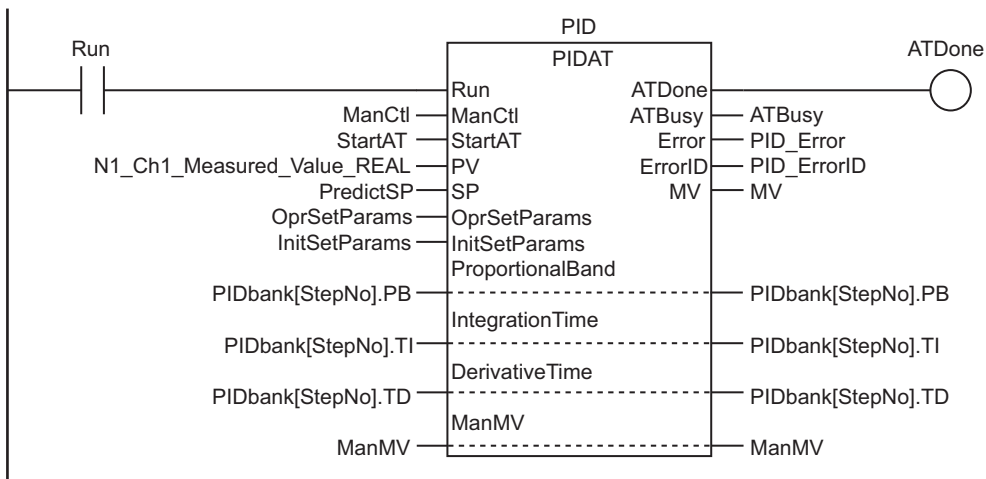 PID
Run
ATDone
PIDAT
Run ATDone
ManCtl ManCtl ATBusy ATBusy
StartAT StartAT Error PID_Error
N1_Ch1_Measured_Value_REAL PV ErrorID PID_ErrorID
PredictSP SP MV MV
OprSetParams OprSetParams
InitSetParams InitSetParams
ProportionalBand
PIDbank[StepNo].PB PIDbank[StepNo].PB
IntegrationTime
PIDbank[StepNo].TI PIDbank[StepNo].TI
DerivativeTime
PIDbank[StepNo].TD PIDbank[StepNo].TD
ManMV
ManMV ManMV